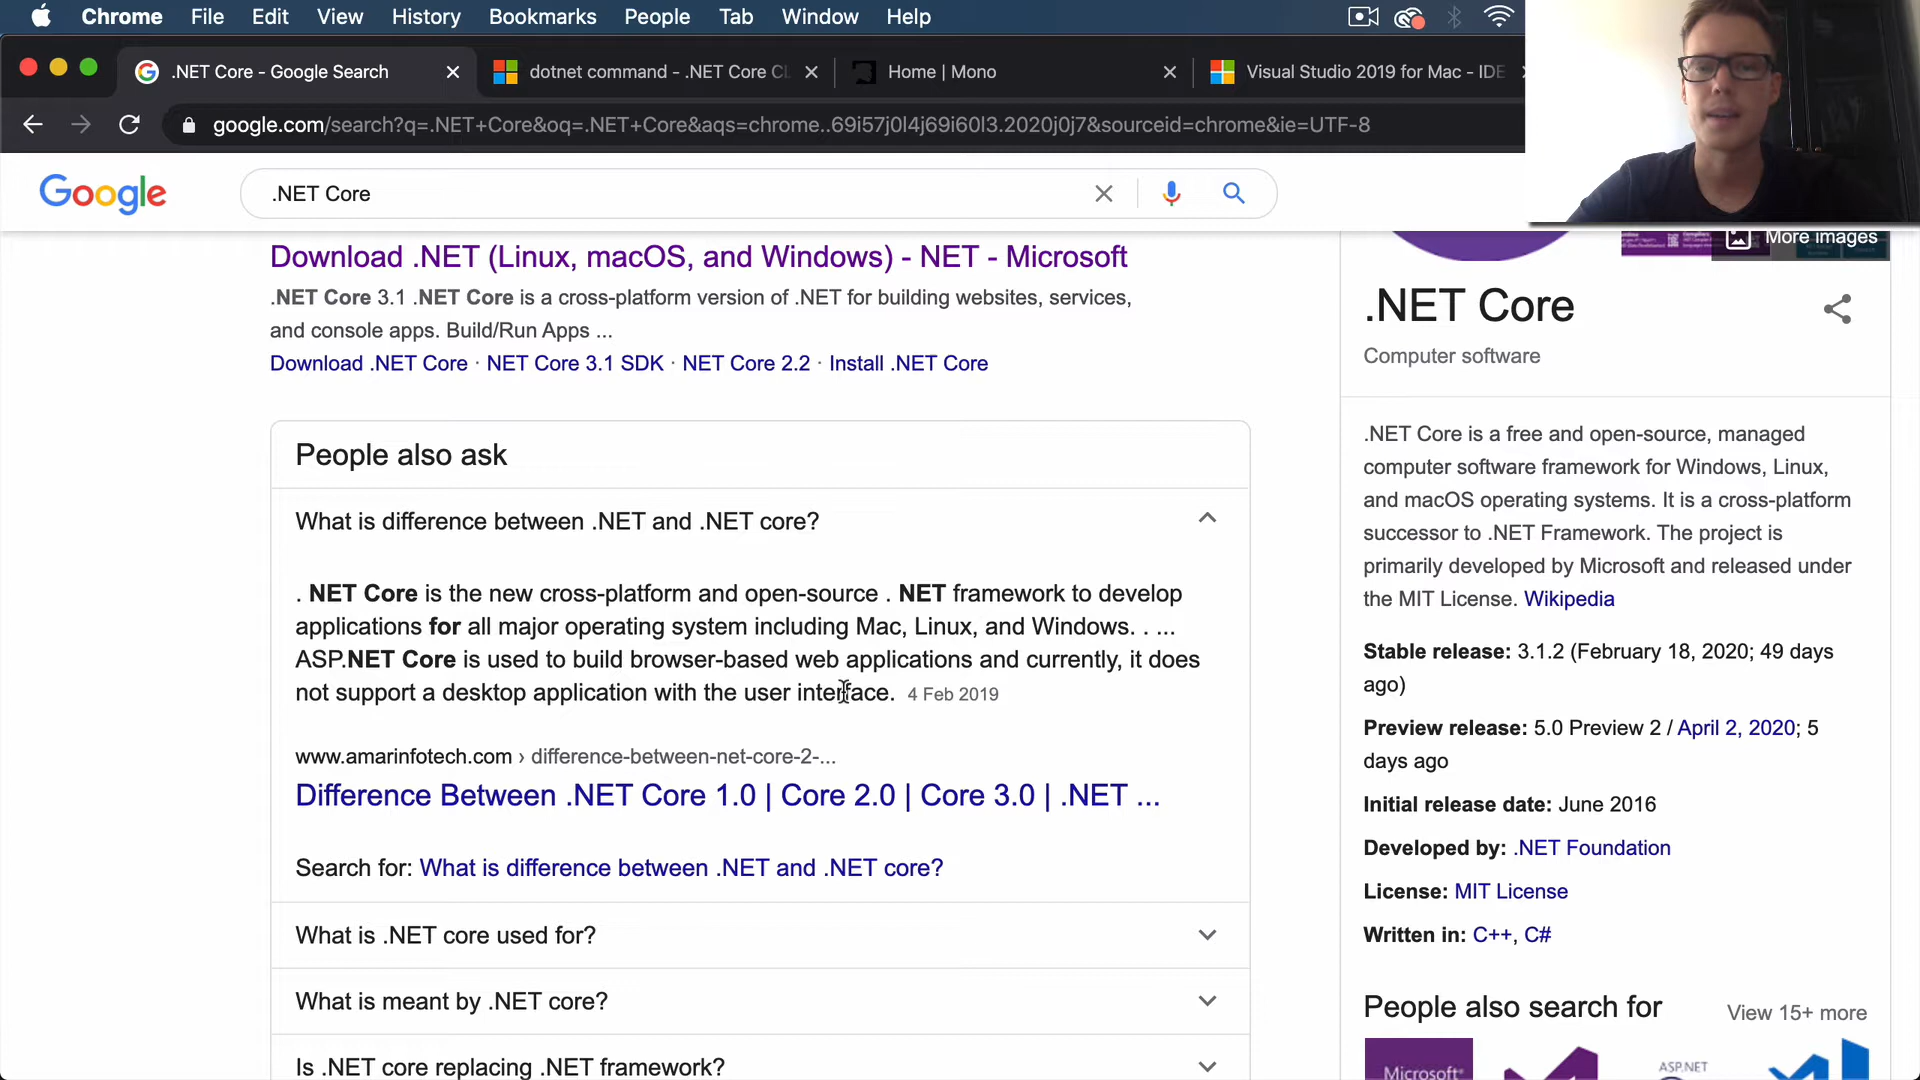 Chrome File Edit View History Bookmarks People Tab Window Help
.NET Core - Google Search
dotnet command - .NET Core CL
Home | Mono
Visual Studio 2019 for Mac - IDE
google.com/search?q=.NET+Core&oq=.NET+Core&aqs=chrome..69i57j0l4j69i60l3.2020j0j7&sourceid=chrome&ie=UTF-8
Google
.NET Core
Download .NET (Linux, macOS, and Windows) - NET - Microsoft
.NET Core 3.1 .NET Core is a cross-platform version of .NET for building websites, services,
and console apps. Build/Run Apps ...
Download .NET Core · NET Core 3.1 SDK · NET Core 2.2 · Install .NET Core
People also ask
What is difference between .NET and .NET core?
. NET Core is the new cross-platform and open-source . NET framework to develop
applications for all major operating system including Mac, Linux, and Windows. . ...
ASP.NET Core is used to build browser-based web applications and currently, it does
not support a desktop application with the user interface. 4 Feb 2019
www.amarinfotech.com › difference-between-net-core-2-...
Difference Between .NET Core 1.0 | Core 2.0 | Core 3.0 | .NET ...
Search for: What is difference between .NET and .NET core?
What is .NET core used for?
What is meant by .NET core?
Is .NET core replacing .NET framework?
More images
.NET Core
Computer software
.NET Core is a free and open-source, managed
computer software framework for Windows, Linux,
and macOS operating systems. It is a cross-platform
successor to .NET Framework. The project is
primarily developed by Microsoft and released under
the MIT License. Wikipedia
Stable release: 3.1.2 (February 18, 2020; 49 days
ago)
Preview release: 5.0 Preview 2 / April 2, 2020; 5
days ago
Initial release date: June 2016
Developed by: .NET Foundation
License: MIT License
Written in: C++, C#
People also search for
View 15+ more
Microsoft
ASP.NET